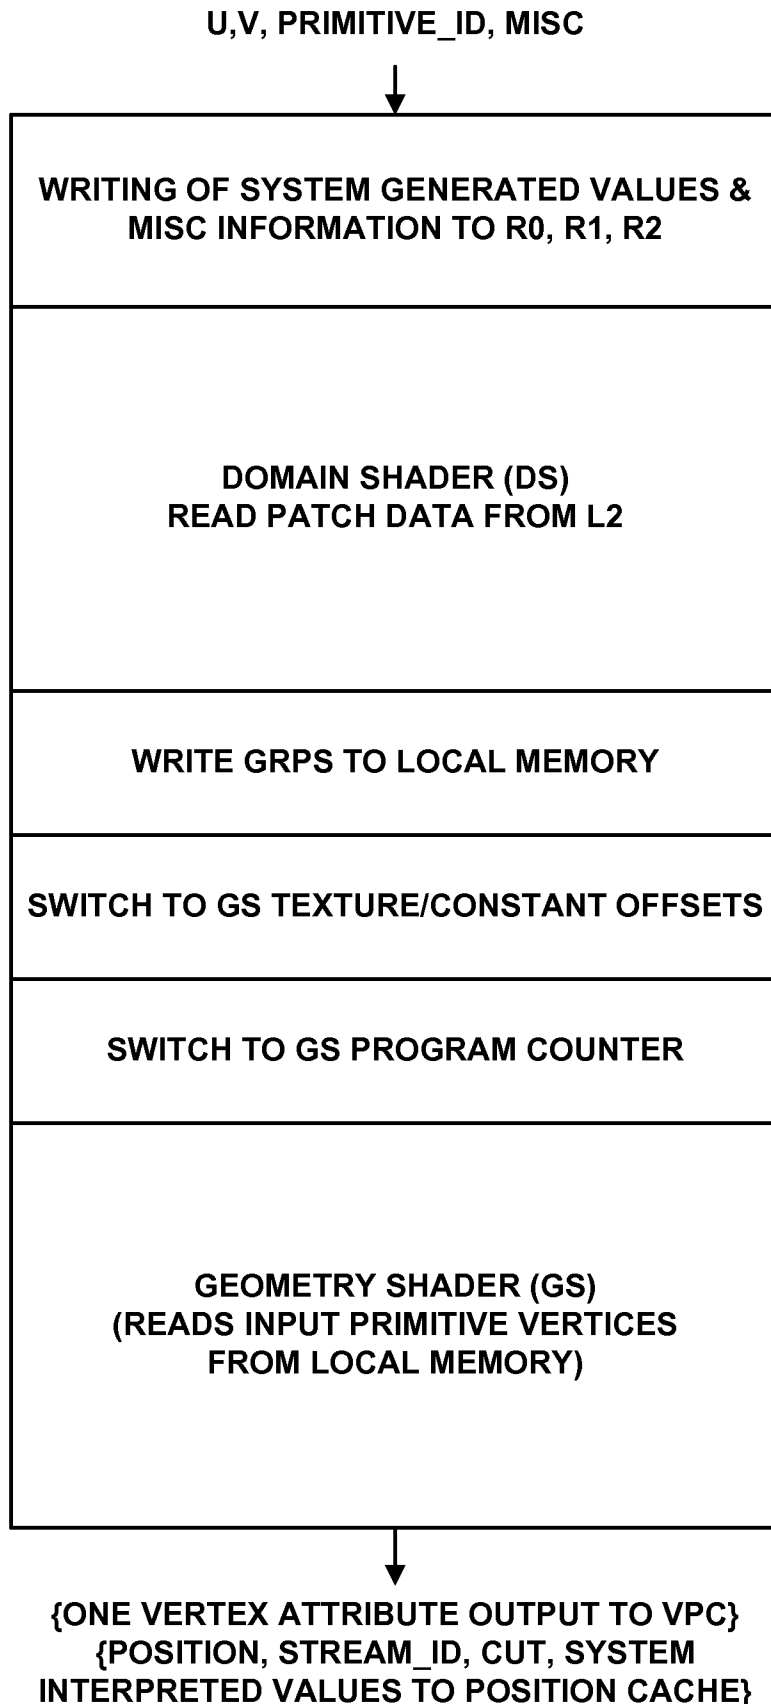 U,V, PRIMITIVE_ID, MISC
WRITING OF SYSTEM GENERATED VALUES &
MISC INFORMATION TO R0, R1, R2
DOMAIN SHADER (DS)
READ PATCH DATA FROM L2
WRITE GRPS TO LOCAL MEMORY
SWITCH TO GS TEXTURE/CONSTANT OFFSETS
SWITCH TO GS PROGRAM COUNTER
GEOMETRY SHADER (GS)
(READS INPUT PRIMITIVE VERTICES
FROM LOCAL MEMORY)
{ONE VERTEX ATTRIBUTE OUTPUT TO VPC}
{POSITION, STREAM_ID, CUT, SYSTEM
INTERPRETED VALUES TO POSITION CACHE}